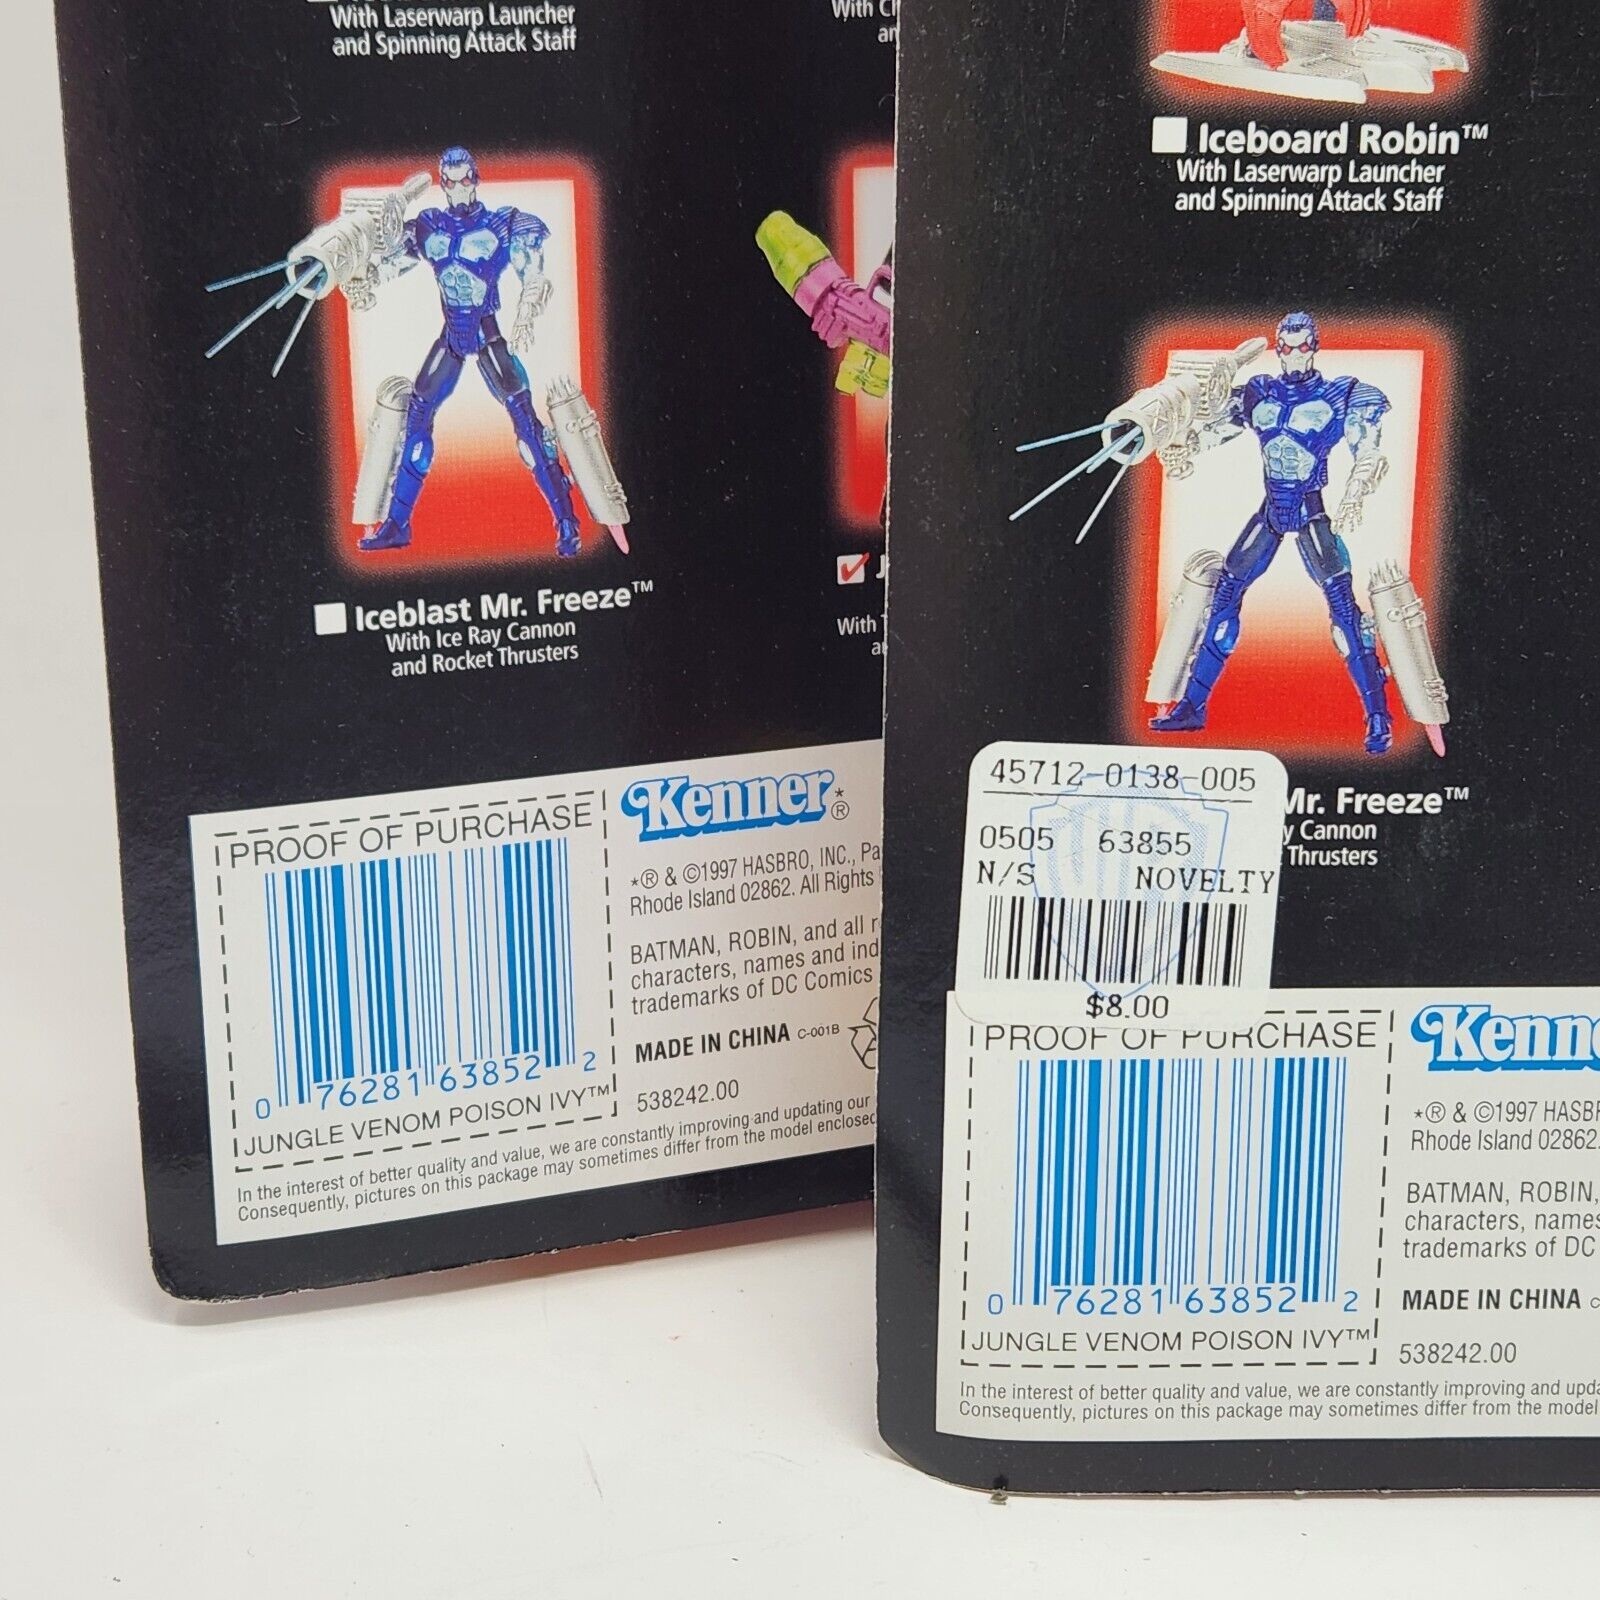 With Laserwarp Launcher
and Spinning Attack Staff
With
Iceblast Mr. Freeze™
With Ice Ray Cannon
and Rocket Thrusters
With
PROOF OF PURCHASE
0 76281 63852 2
JUNGLE VENOM POISON IVY™
Kenner*®
*® & ©1997 HASBRO, INC.,
Rhode Island 02862. All Rights
BATMAN, ROBIN, and all
characters, names and
trademarks of DC Comics
MADE IN CHINA C-001B
538242.00
In the interest of better quality and value, we are constantly improving and updating our
Consequently, pictures on this package may sometimes differ from the model enclosed
Iceboard Robin™
With Laserwarp Launcher
and Spinning Attack Staff
Mr. Freeze™
Cannon
Thrusters
45712-0138-005
0505 63855
N/S NOVELTY
$8.00
PROOF OF PURCHASE
0 76281 63852 2
JUNGLE VENOM POISON IVY™
Kenne
*® & ©1997 HASB
Rhode Island 02862.
BATMAN, ROBIN,
characters, names
trademarks of DC
MADE IN CHINA
538242.00
In the interest of better quality and value, we are constantly improving and upda
Consequently, pictures on this package may sometimes differ from the model